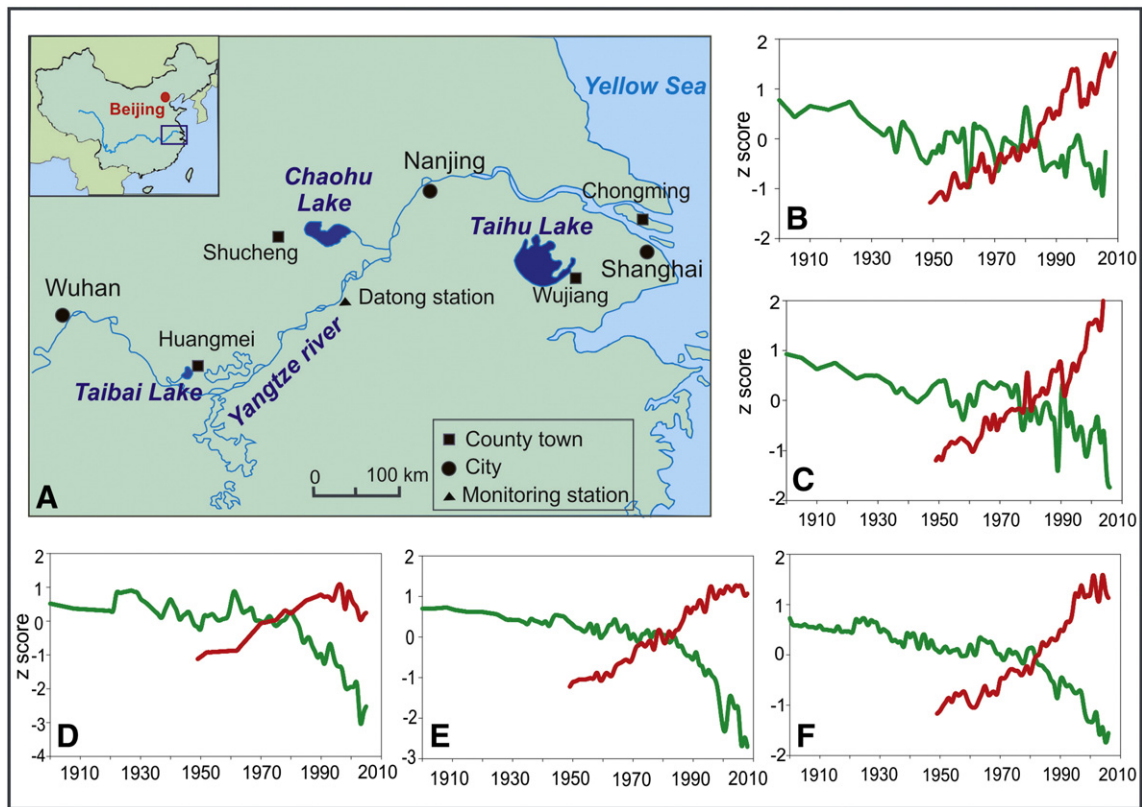 Beijing
Yellow Sea
Nanjing
Chaohu
Lake
Chongming
Taihu Lake
Shucheng
Shanghai
Wuhan
Datong station
Wujiang
Huangmei
Taibai Lake
Yangtze river
County town
City
Monitoring station
0 100 km
A
2
1
0
-1
-2
z score
B
1910 1930 1950 1970 1990 2010
2
1
0
-1
-2
z score
C
1910 1930 1950 1970 1990 2010
2
1
0
-1
-2
-3
-4
z score
D
1910 1930 1950 1970 1990 2010
2
1
0
-1
-2
-3
E
1910 1930 1950 1970 1990 2010
2
1
0
-1
-2
F
1910 1930 1950 1970 1990 2010